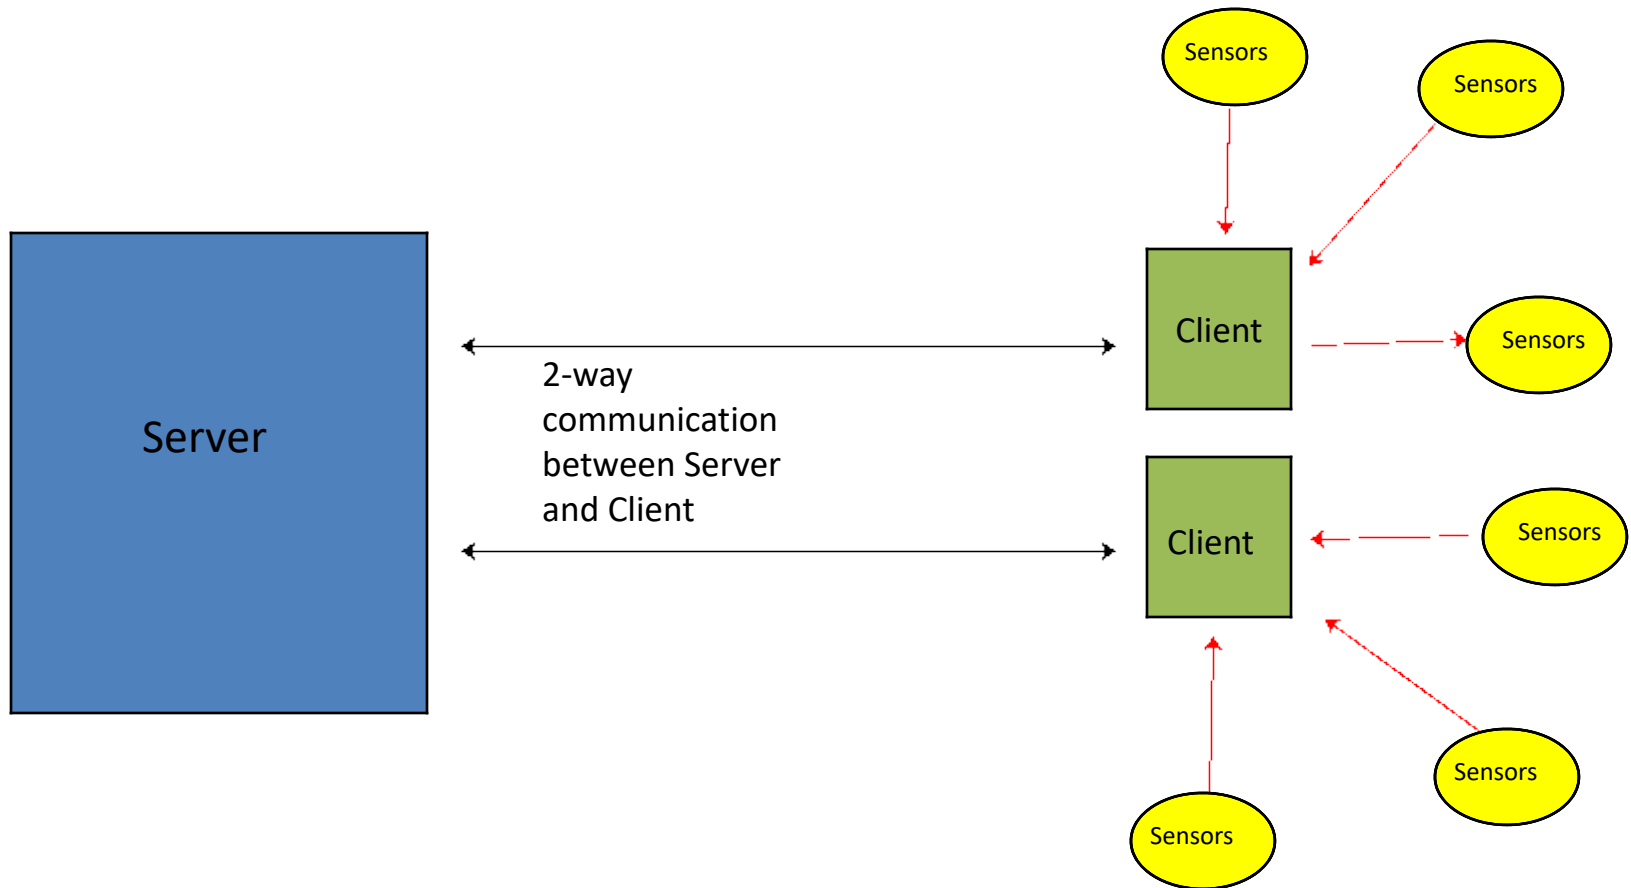 Sensors
Sensors
Client
Sensors
2-way
communication
between Server
and Client
Server
Client
Sensors
Sensors
Sensors